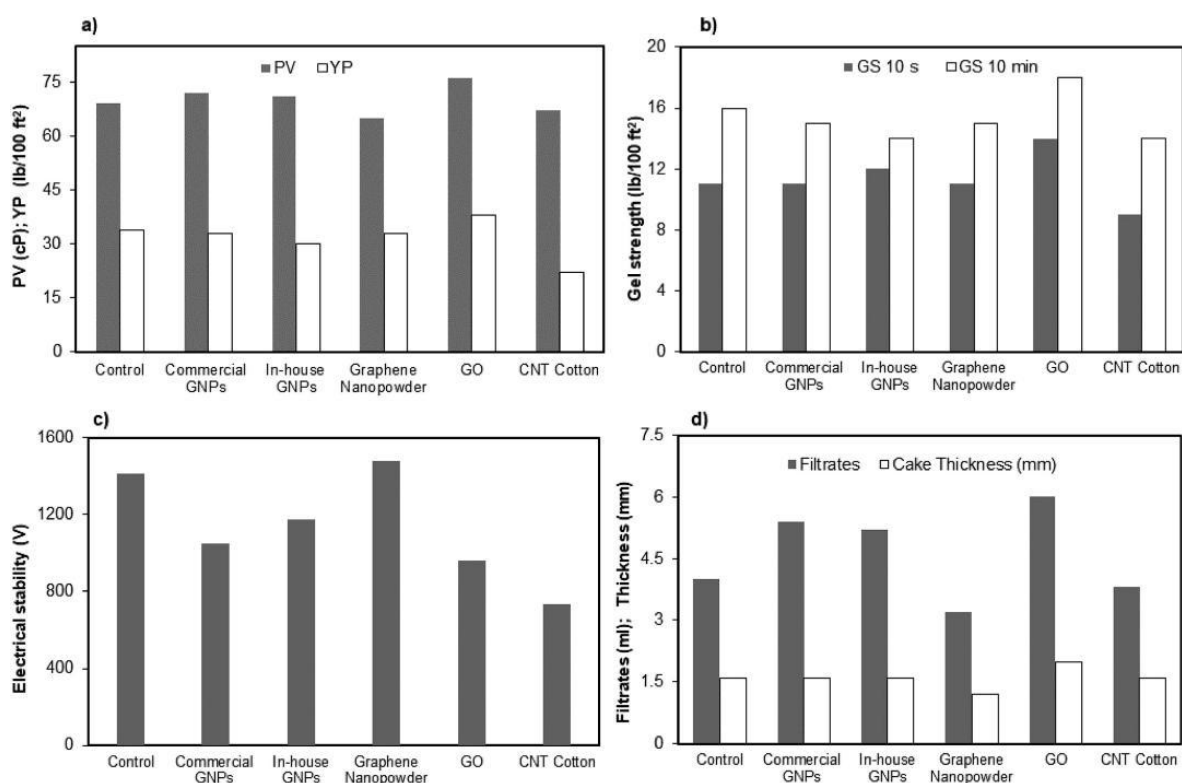 a)
PV YP
PV (cP); YP (lb/100 ft²)
75
60
45
30
15
0
Control Commercial GNPs In-house GNPs Graphene Nanopowder GO CNT Cotton
b)
GS 10 s GS 10 min
Gel strength (lb/100 ft²)
20
16
12
8
4
0
Control Commercial GNPs In-house GNPs Graphene Nanopowder GO CNT Cotton
c)
Electrical stability (V)
1600
1200
800
400
0
Control Commercial GNPs In-house GNPs Graphene Nanopowder GO CNT Cotton
d)
Filtrates Cake Thickness (mm)
Filtrates (ml); Thickness (mm)
7.5
6
4.5
3
1.5
0
Control Commercial GNPs In-house GNPs Graphene Nanopowder GO CNT Cotton